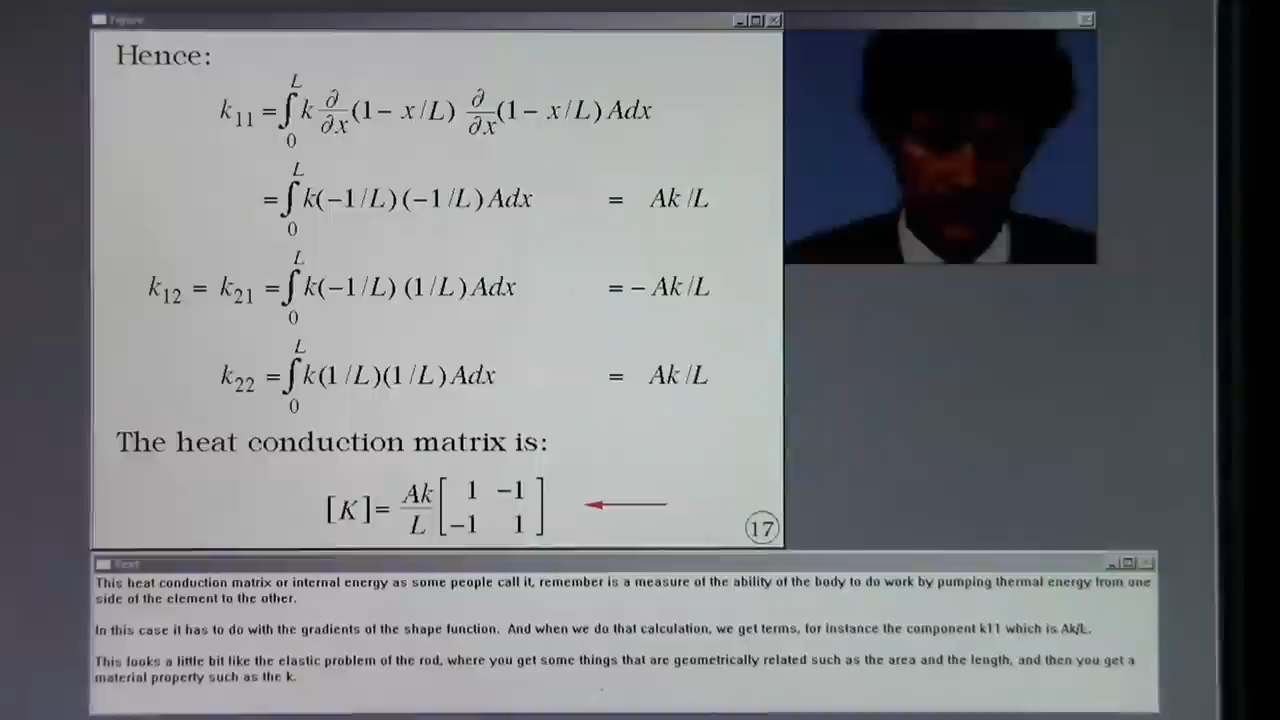 Figure
Hence:
k₁₁ = ∫₀ᴸ k ∂/∂x (1 − x/L) ∂/∂x (1 − x/L) Adx
= ∫₀ᴸ k(−1/L)(−1/L) Adx = Ak/L
k₁₂ = k₂₁ = ∫₀ᴸ k(−1/L) (1/L) Adx = − Ak/L
k₂₂ = ∫₀ᴸ k(1/L)(1/L) Adx = Ak/L
The heat conduction matrix is:
[K] = Ak/L [1 −1; −1 1]
17
Text
This heat conduction matrix or internal energy as some people call it, remember is a measure of the ability of the body to do work by pumping thermal energy from one
side of the element to the other.
In this case it has to do with the gradients of the shape function. And when we do that calculation, we get terms, for instance the component k11 which is Ak/L.
This looks a little bit like the elastic problem of the rod, where you get some things that are geometrically related such as the area and the length, and then you get a
material property such as the k.